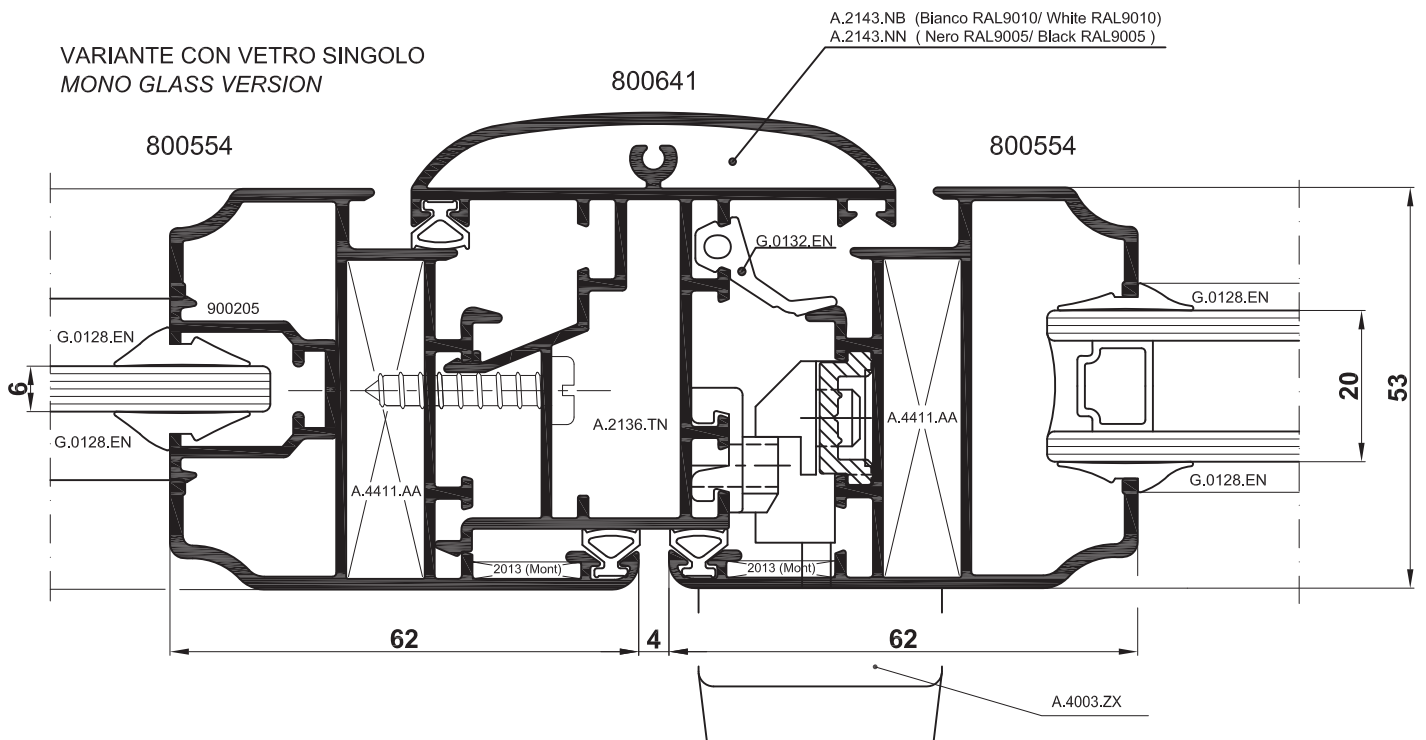 A.2143.NB (Bianco RAL9010/ White RAL9010)
A.2143.NN ( Nero RAL9005/ Black RAL9005 )
VARIANTE CON VETRO SINGOLO
MONO GLASS VERSION
800641
800554
800554
G.0132.EN
900205
G.0128.EN
G.0128.EN
6
20
53
A.2136.TN
A.4411.AA
G.0128.EN
A.4411.AA
G.0128.EN
2013 (Mont)
2013 (Mont)
62
4
62
A.4003.ZX